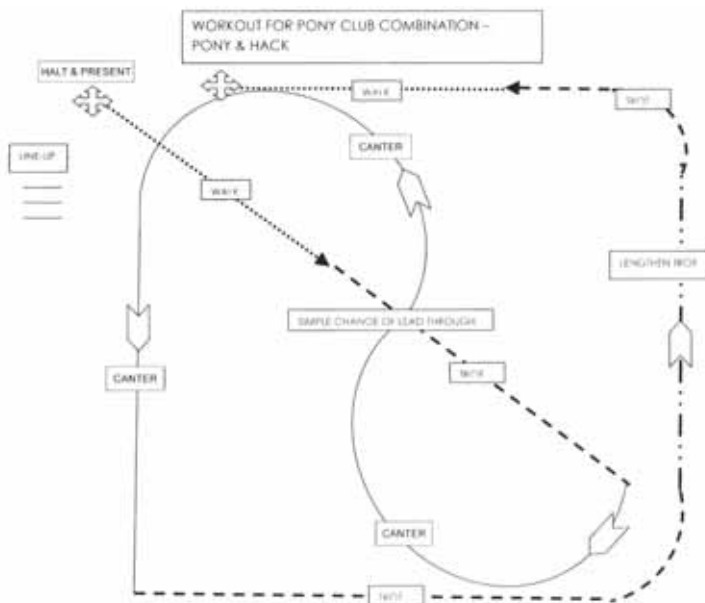 WORKOUT FOR PONY CLUB COMBINATION –
PONY & HACK
HALT & PRESENT
WALK
TROT
LINE-UP
CANTER
WALK
LENGTHEN TROT
SIMPLE CHANGE OF LEAD THROUGH
CANTER
TROT
CANTER
TROT